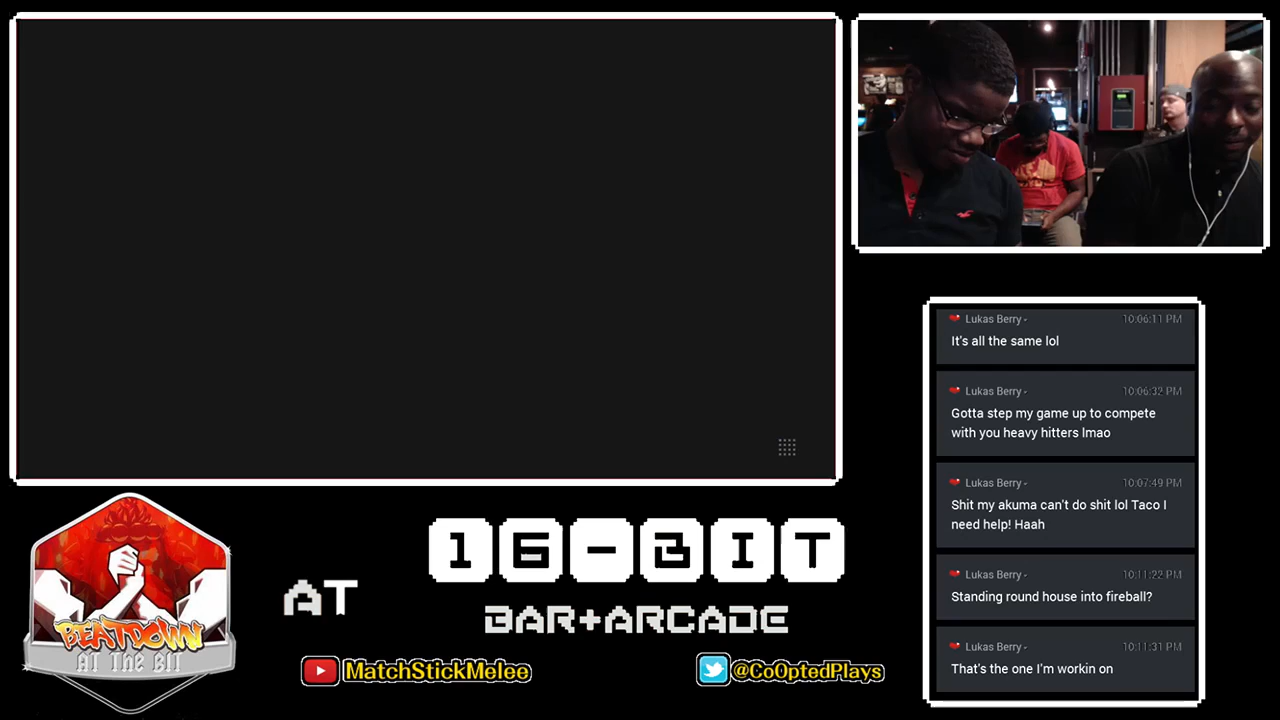 Lukas Berry
10:06:11 PM
It's all the same lol
Lukas Berry
10:06:32 PM
Gotta step my game up to compete
with you heavy hitters lmao
Lukas Berry
10:07:49 PM
Shit my akuma can't do shit lol Taco I
need help! Haah
Lukas Berry
10:11:22 PM
Standing round house into fireball?
Lukas Berry
10:11:31 PM
That's the one I'm workin on
BEATDOWN
AT THE BIT
AT
16-BIT
BAR+ARCADE
MatchStickMelee
@CoOptedPlays